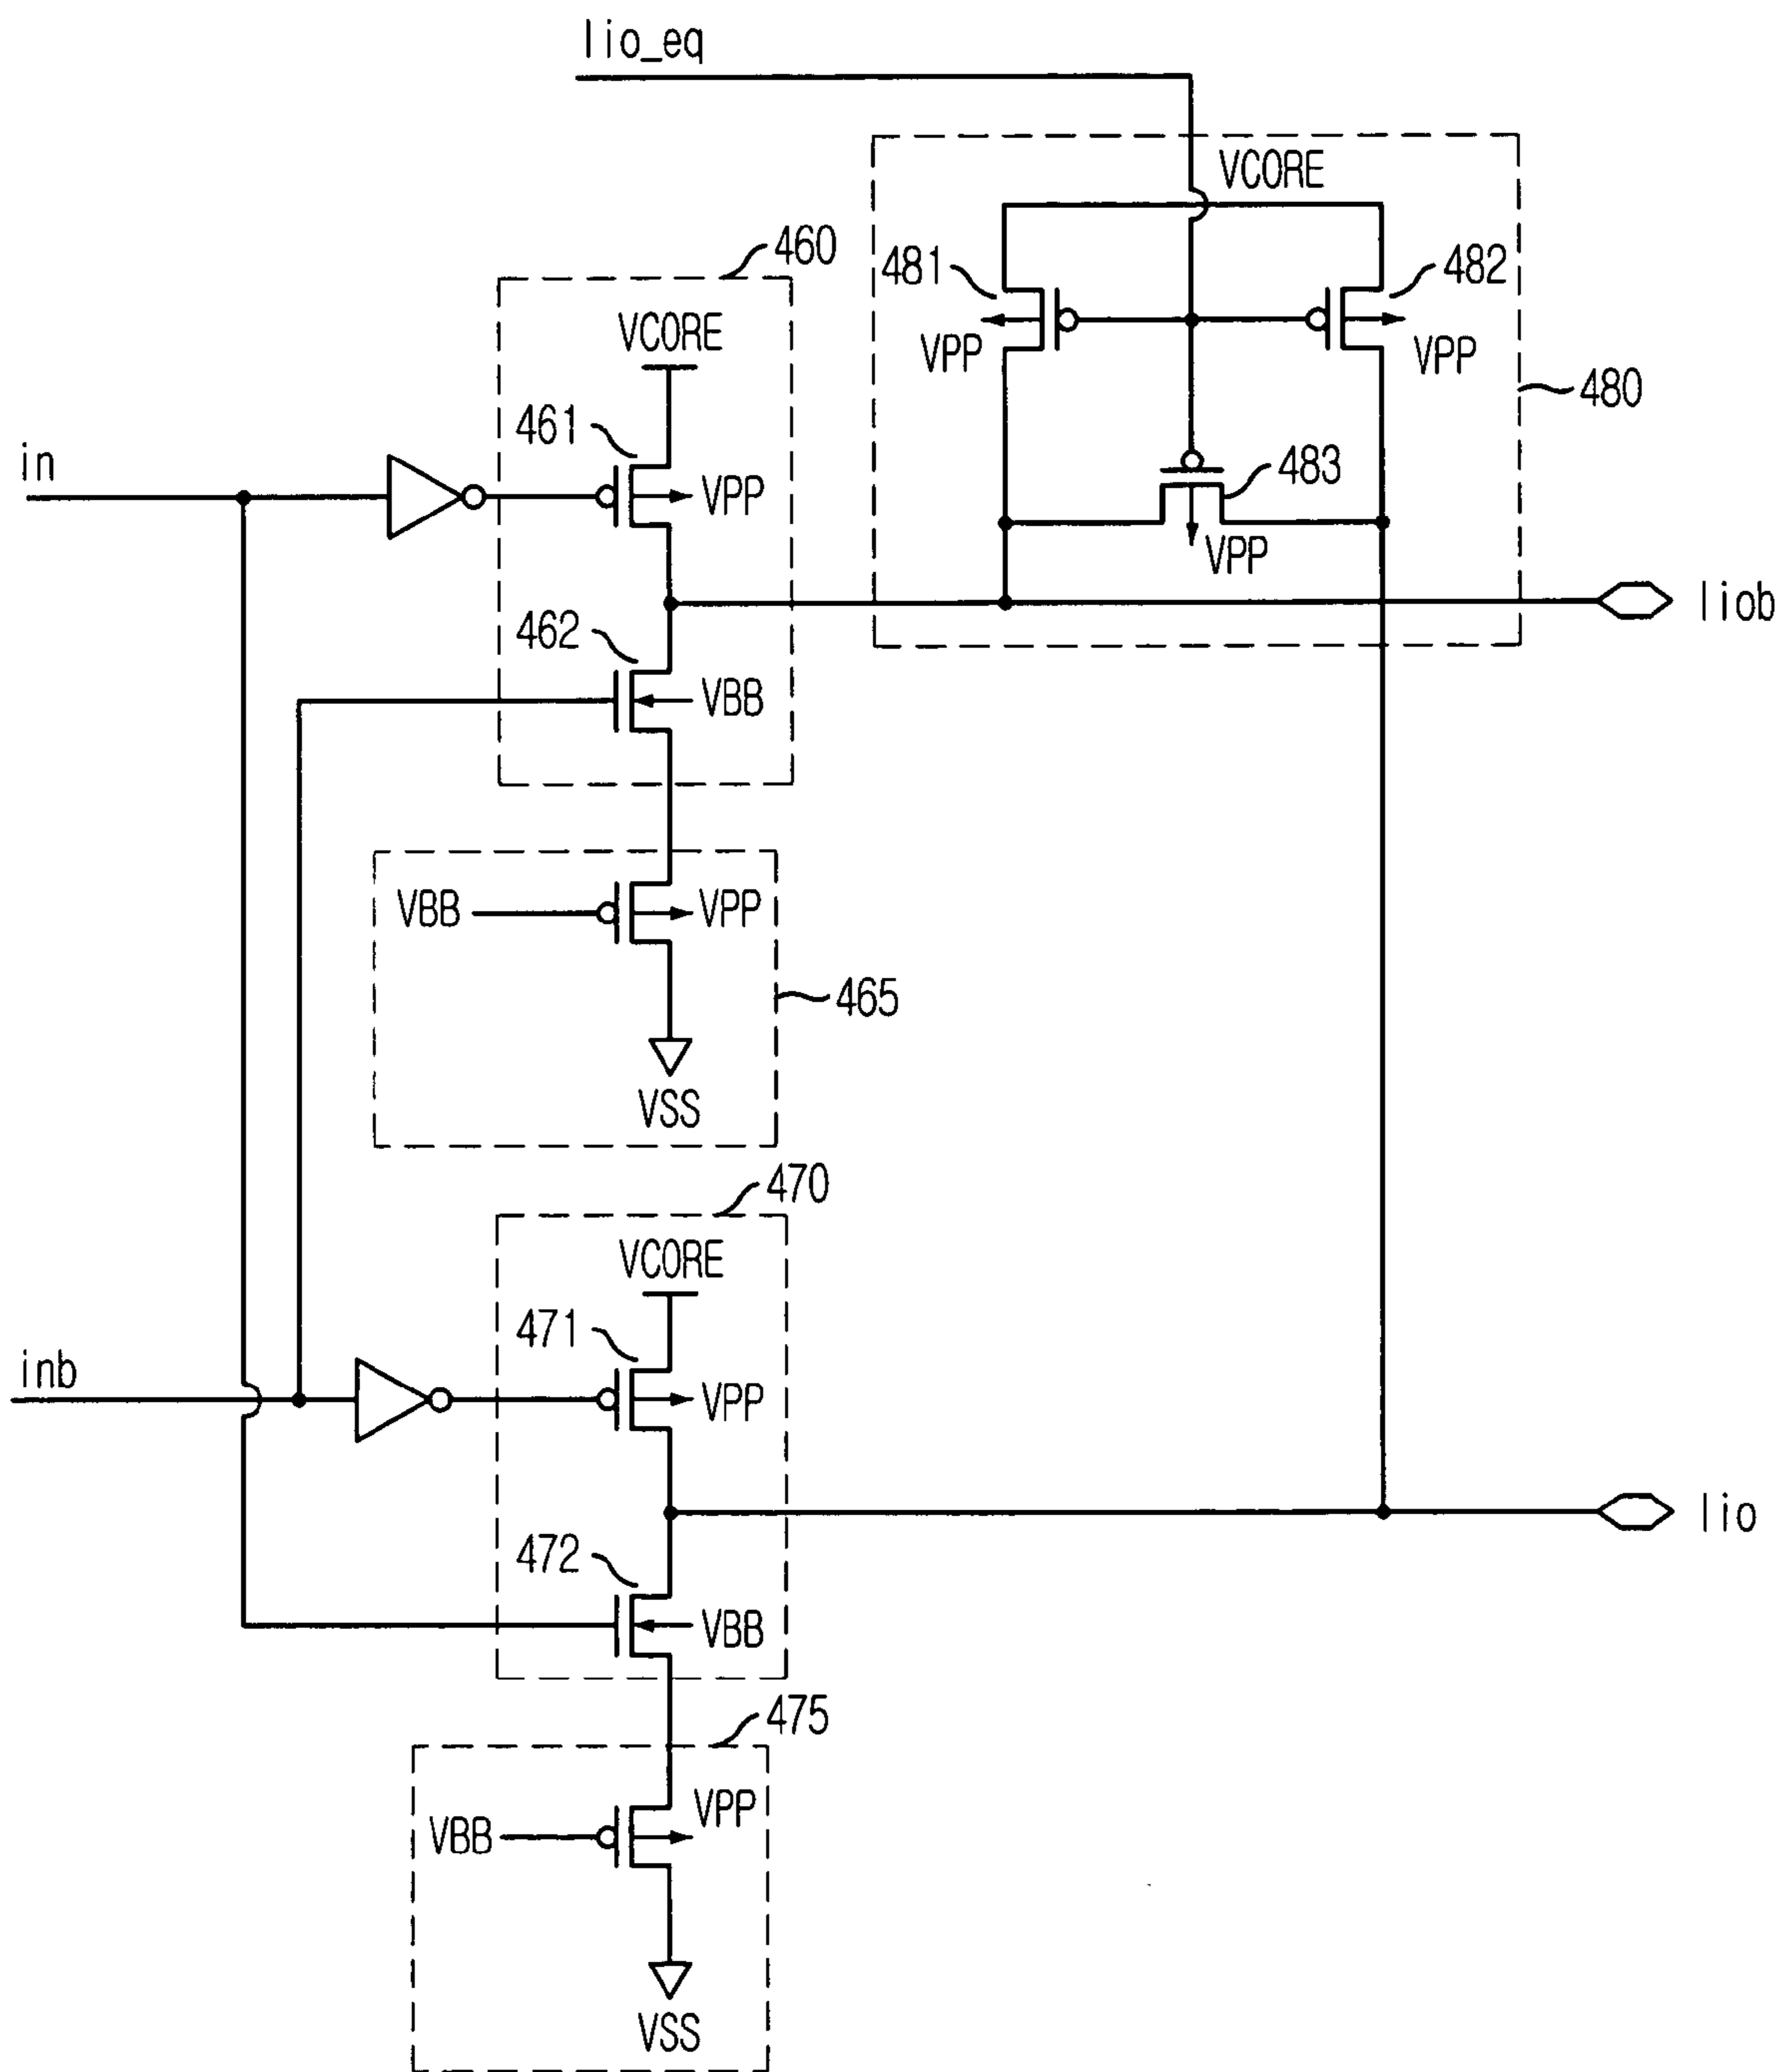 lio_eq
VCORE
460
481
482
VCORE
VPP
VPP
480
461
in
483
VPP
VPP
liob
462
VBB
VBB
VPP
465
VSS
470
VCORE
471
inb
VPP
lio
472
VBB
475
VPP
VBB
VSS